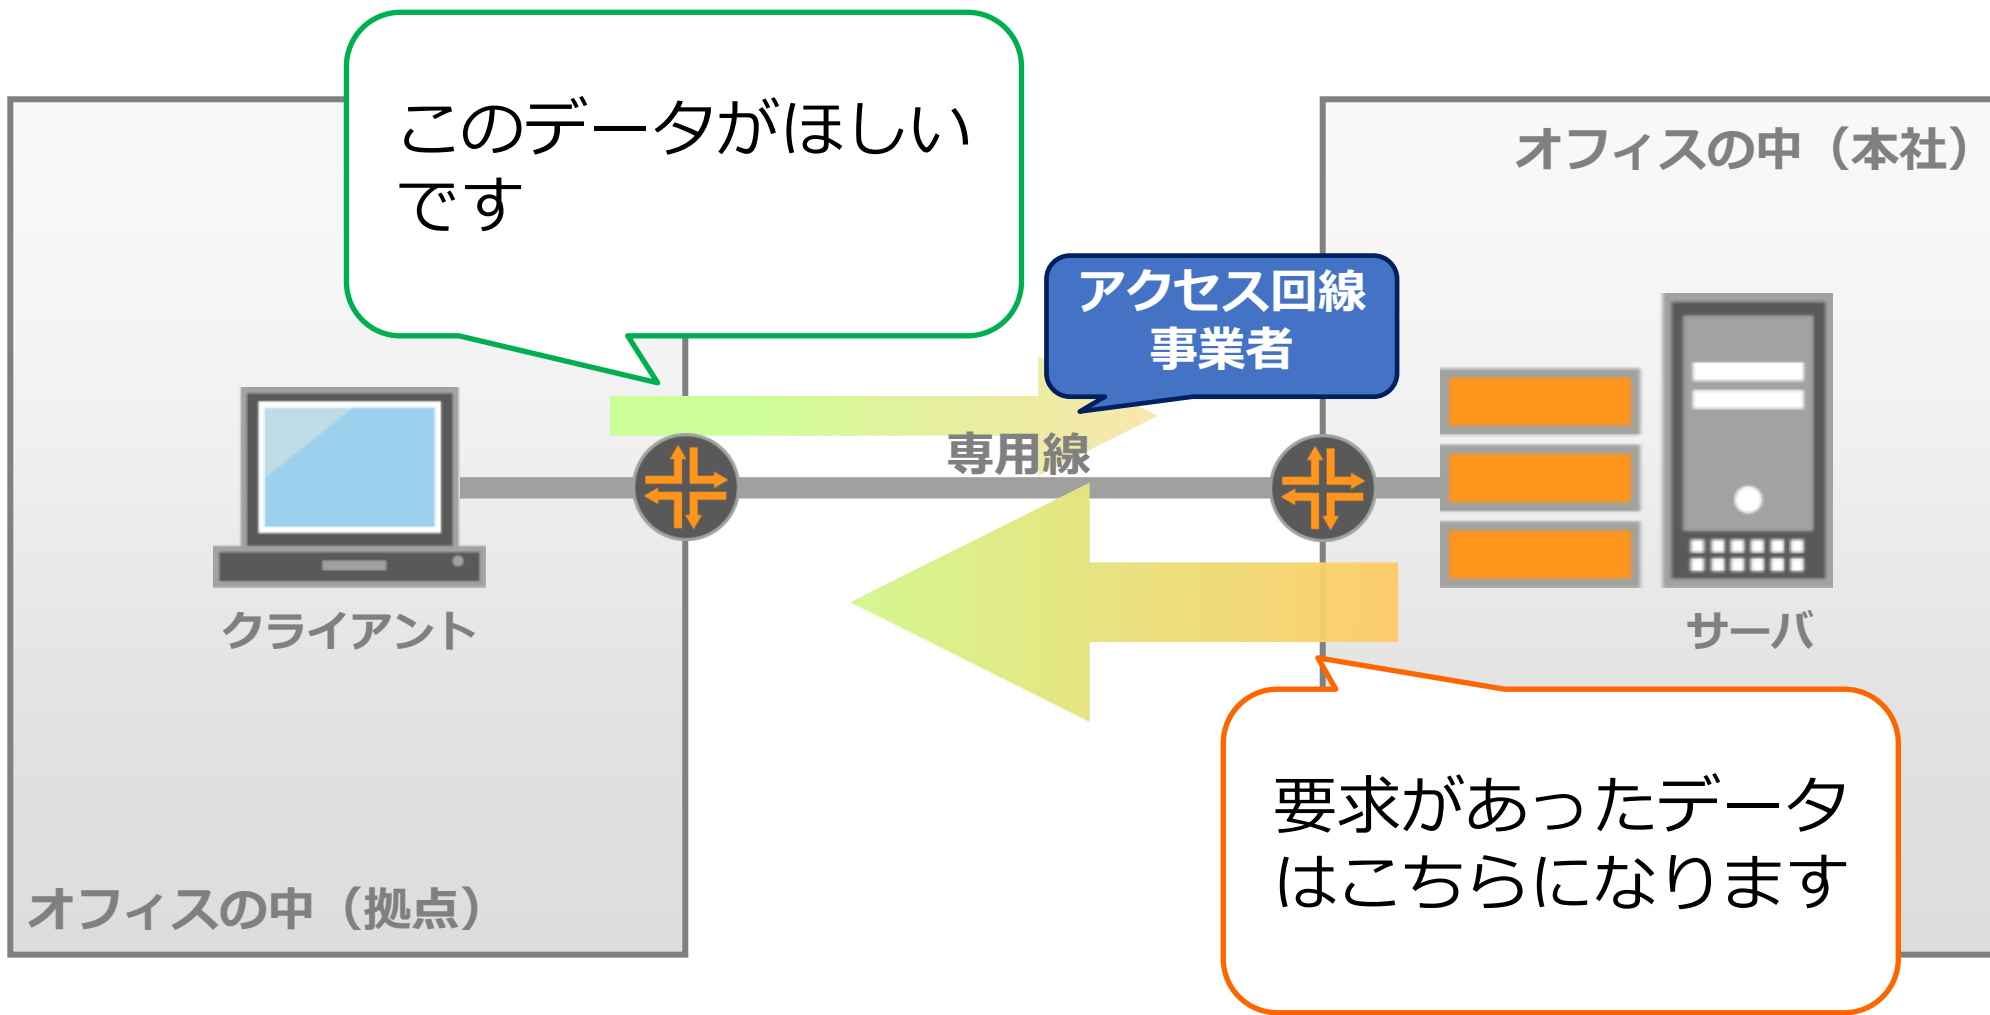 このデータがほしい
です
オフィスの中（本社）
アクセス回線
事業者
専用線
クライアント
サーバ
要求があったデータ
はこちらになります
オフィスの中（拠点）